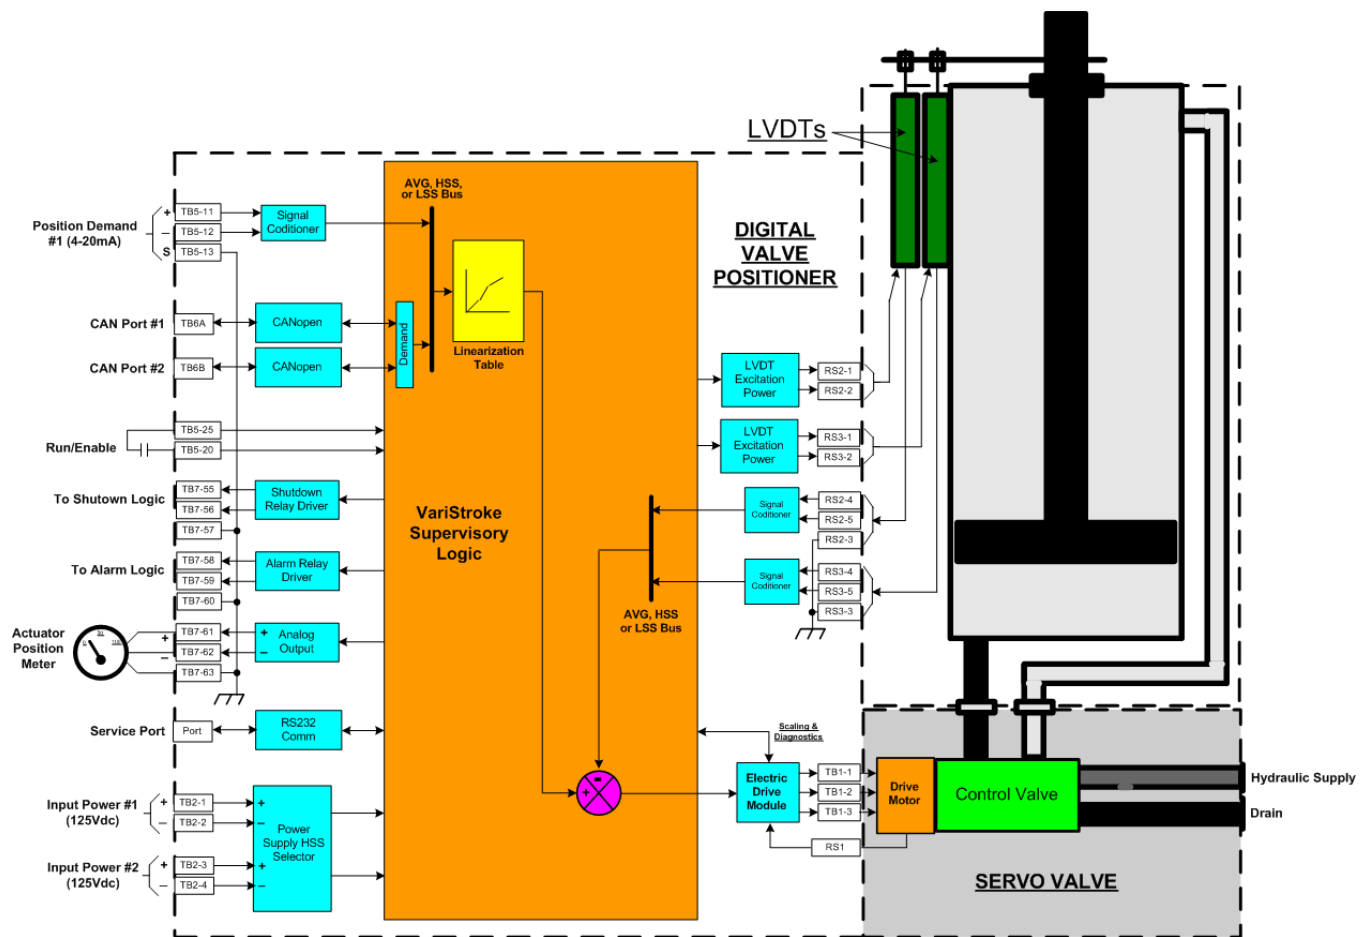 LVDTs
AVG, HSS,
or LSS Bus
Position Demand
#1 (4-20mA)
+
−
S
TB5-11
TB5-12
TB5-13
Signal
Coditioner
DIGITAL
VALVE
POSITIONER
CAN Port #1
TB6A
CANopen
CAN Port #2
TB6B
CANopen
Demand
Linearization
Table
LVDT
Excitation
Power
RS2-1
RS2-2
Run/Enable
TB5-25
TB5-20
LVDT
Excitation
Power
RS3-1
RS3-2
To Shutown Logic
TB7-55
TB7-56
TB7-57
Shutdown
Relay Driver
VariStroke
Supervisory
Logic
Signal
Coditioner
RS2-4
RS2-5
RS2-3
To Alarm Logic
TB7-58
TB7-59
TB7-60
Alarm Relay
Driver
Signal
Coditioner
RS3-4
RS3-5
RS3-3
AVG, HSS
or LSS Bus
Actuator
Position
Meter
+
−
TB7-61
TB7-62
TB7-63
+
−
Analog
Output
Service Port
Port
RS232
Comm
Scaling &
Diagnostics
−
+
Electric
Drive
Module
TB1-1
TB1-2
TB1-3
RS1
Drive
Motor
Control Valve
Hydraulic Supply
Drain
Input Power #1
(125Vdc)
+
−
TB2-1
TB2-2
+
−
Power
Supply HSS
Selector
Input Power #2
(125Vdc)
+
−
TB2-3
TB2-4
+
−
SERVO VALVE